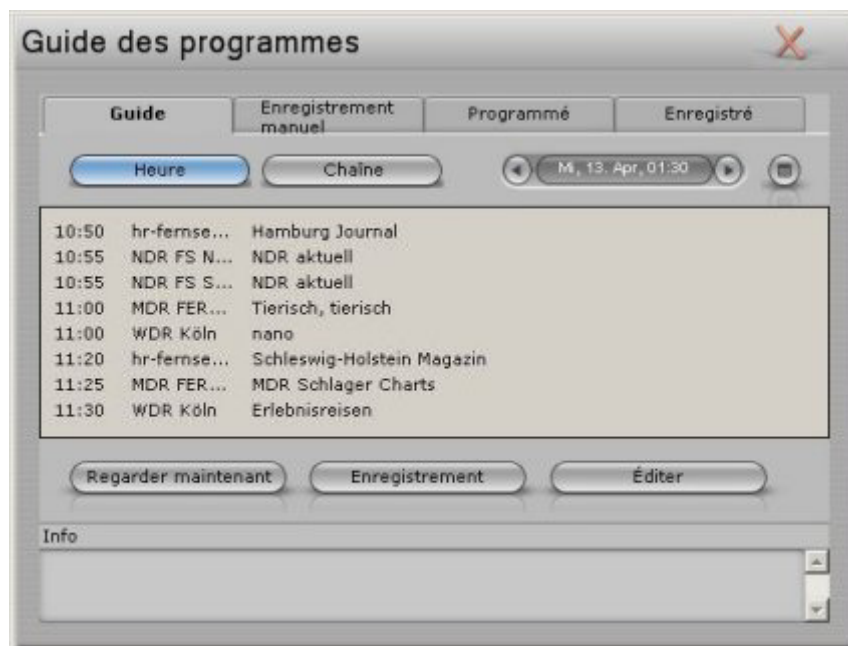 Guide des programmes
Guide
Enregistrement manuel
Programmé
Enregistré
Heure
Chaîne
Mi, 13. Apr, 01:30
10:50 hr-fernse... Hamburg Journal
10:55 NDR FS N... NDR aktuell
10:55 NDR FS S... NDR aktuell
11:00 MDR FER... Tierisch, tierisch
11:00 WDR Köln nano
11:20 hr-fernse... Schleswig-Holstein Magazin
11:25 MDR FER... MDR Schlager Charts
11:30 WDR Köln Erlebnisreisen
Regarder maintenant
Enregistrement
Éditer
Info